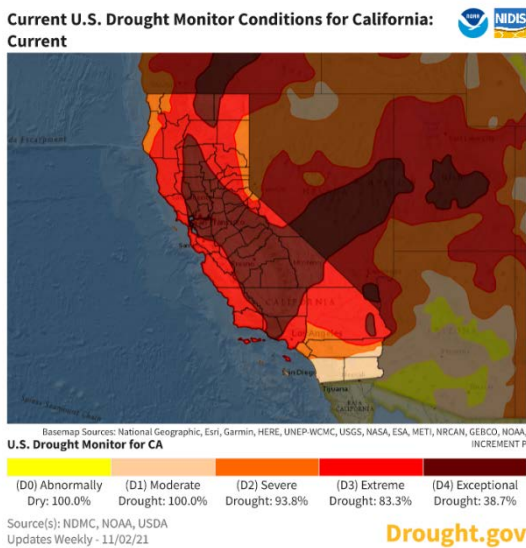 Current U.S. Drought Monitor Conditions for California:
Current
NOAA
NIDIS
CALIFORNIA
Los Angeles
San Diego
Tijuana
BAJA
CALIFORNIA
Basemap Sources: National Geographic, Esri, Garmin, HERE, UNEP-WCMC, USGS, NASA, ESA, METI, NRCAN, GEBCO, NOAA,
INCREMENT P
U.S. Drought Monitor for CA
(D0) Abnormally
Dry: 100.0%
(D1) Moderate
Drought: 100.0%
(D2) Severe
Drought: 93.8%
(D3) Extreme
Drought: 83.3%
(D4) Exceptional
Drought: 38.7%
Source(s): NDMC, NOAA, USDA
Updates Weekly - 11/02/21
Drought.gov